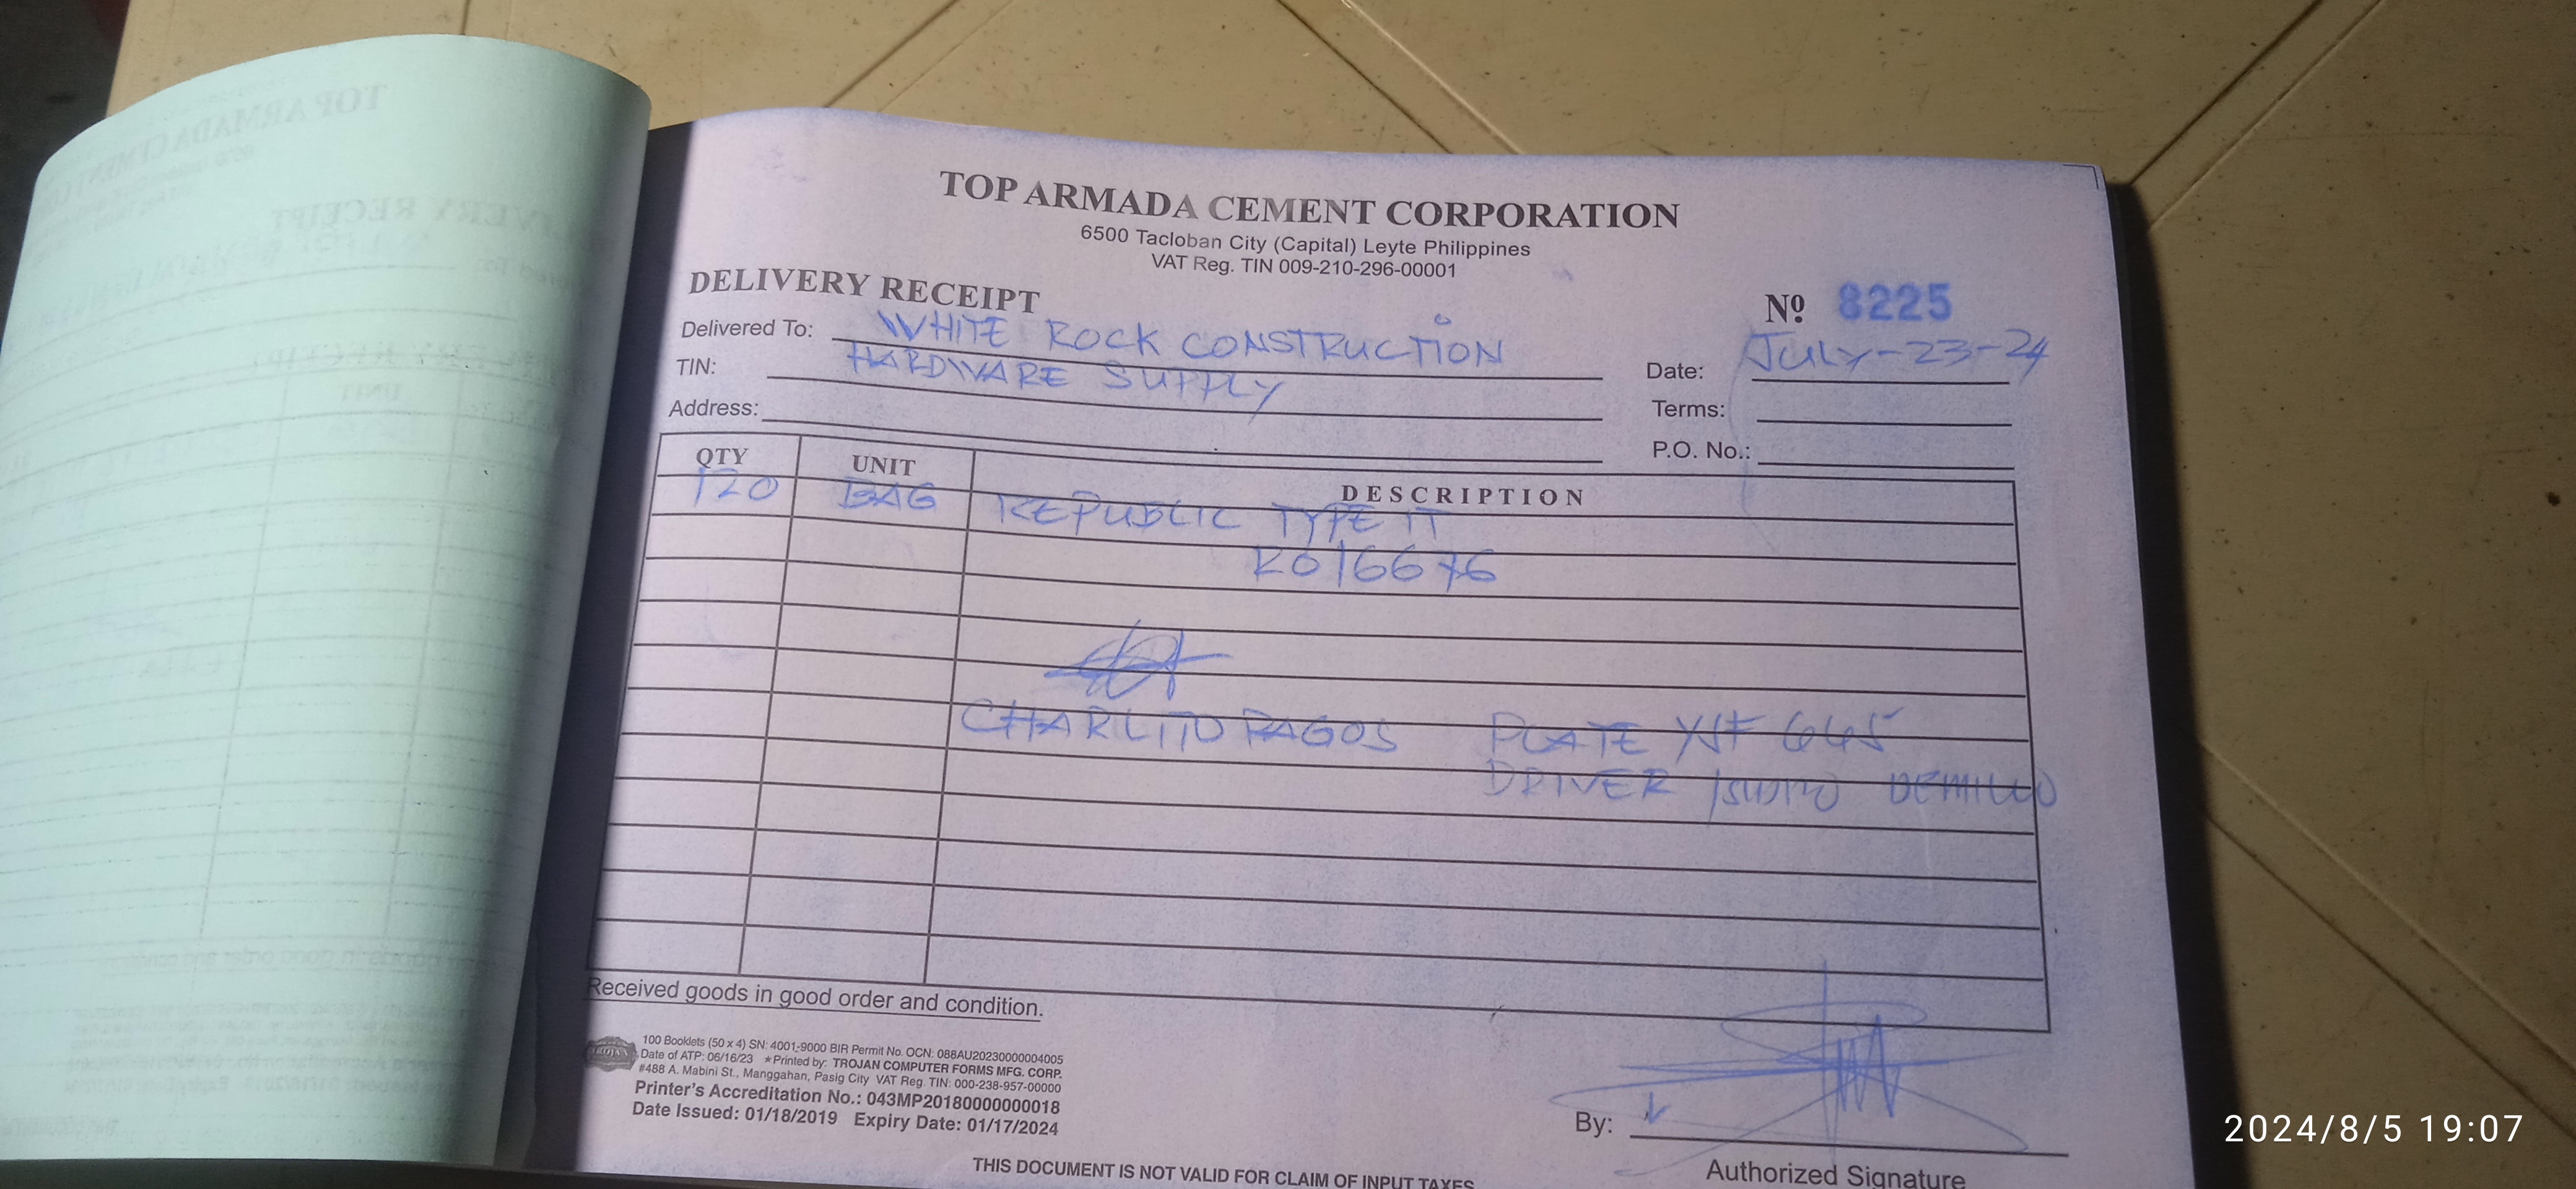 TOP ARMADA CEMENT CORPORATION
6500 Tacloban City (Capital) Leyte Philippines
VAT Reg. TIN 009-210-296-00001
DELIVERY RECEIPT
Nº 8225
Delivered To: WHITE ROCK CONSTRUCTION
Date: JULY-23-24
TIN: HARDWARE SUPPLY
Terms:
Address:
P.O. No.:
QTY UNIT DESCRIPTION
120 BAG REPUBLIC TYPE IT
K016676
CHARLITO PAGOS PLATE 645
DRIVER
Received goods in good order and condition.
100 Booklets (50 x 4) SN: 4001-9000 BIR Permit No. OCN: 088AU20230000004005
Date of ATP: 06/16/23 *Printed by: TROJAN COMPUTER FORMS MFG. CORP.
#488 A. Mabini St., Manggahan, Pasig City VAT Reg. TIN: 000-238-957-00000
Printer's Accreditation No.: 043MP20180000000018
Date Issued: 01/18/2019 Expiry Date: 01/17/2024
By:
Authorized Signature
THIS DOCUMENT IS NOT VALID FOR CLAIM OF INPUT TAXES
2024/8/5 19:07